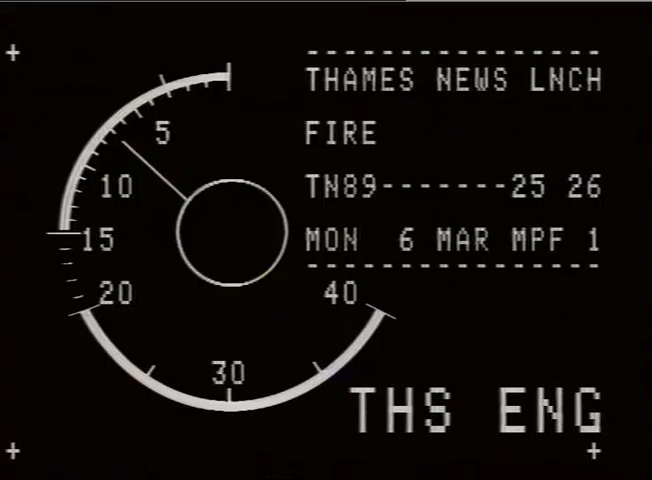 THAMES NEWS LNCH
FIRE
TN89-------25 26
MON 6 MAR MPF 1
5
10
15
20
30
40
THS ENG